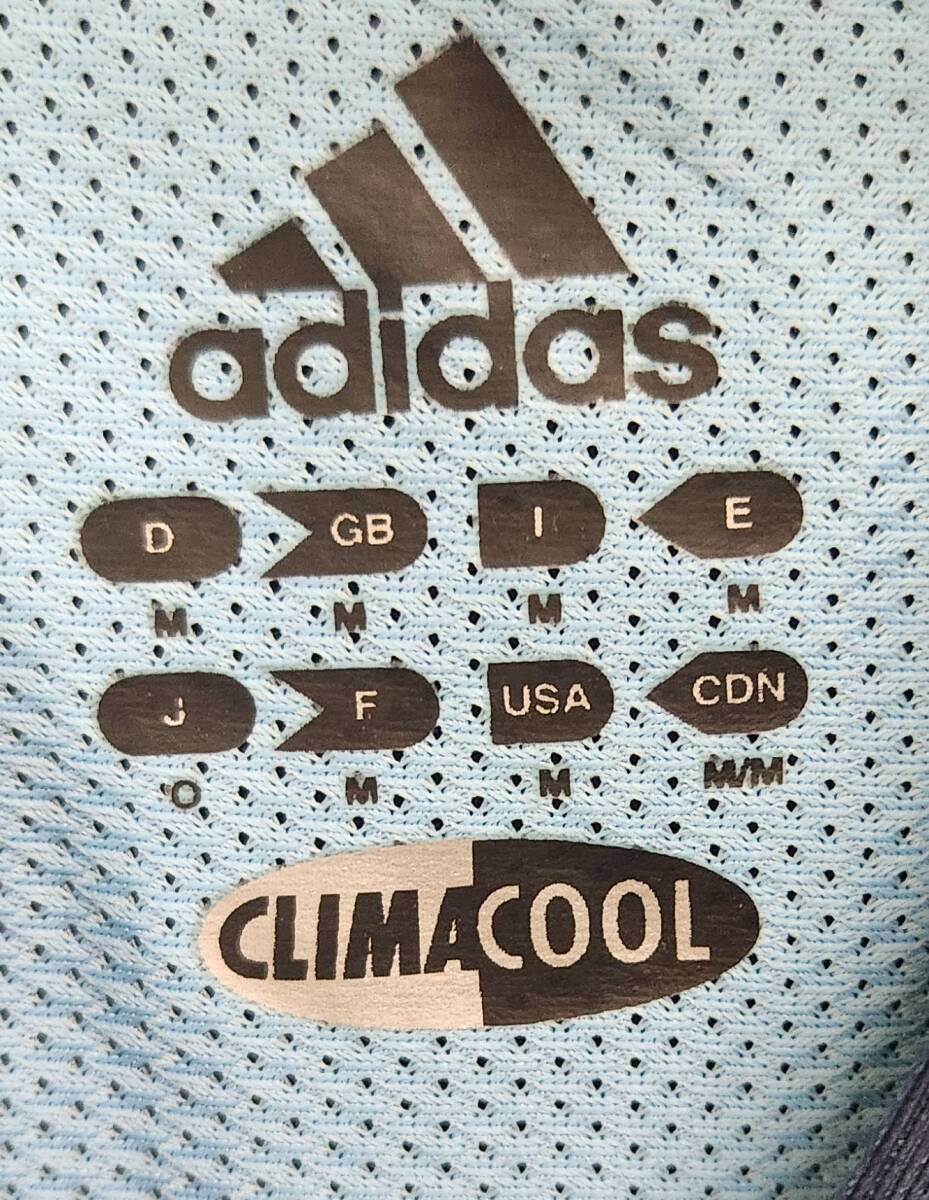 adidas
D GB I E
M M M M
J F USA CDN
O M M M/M
CLIMACOOL